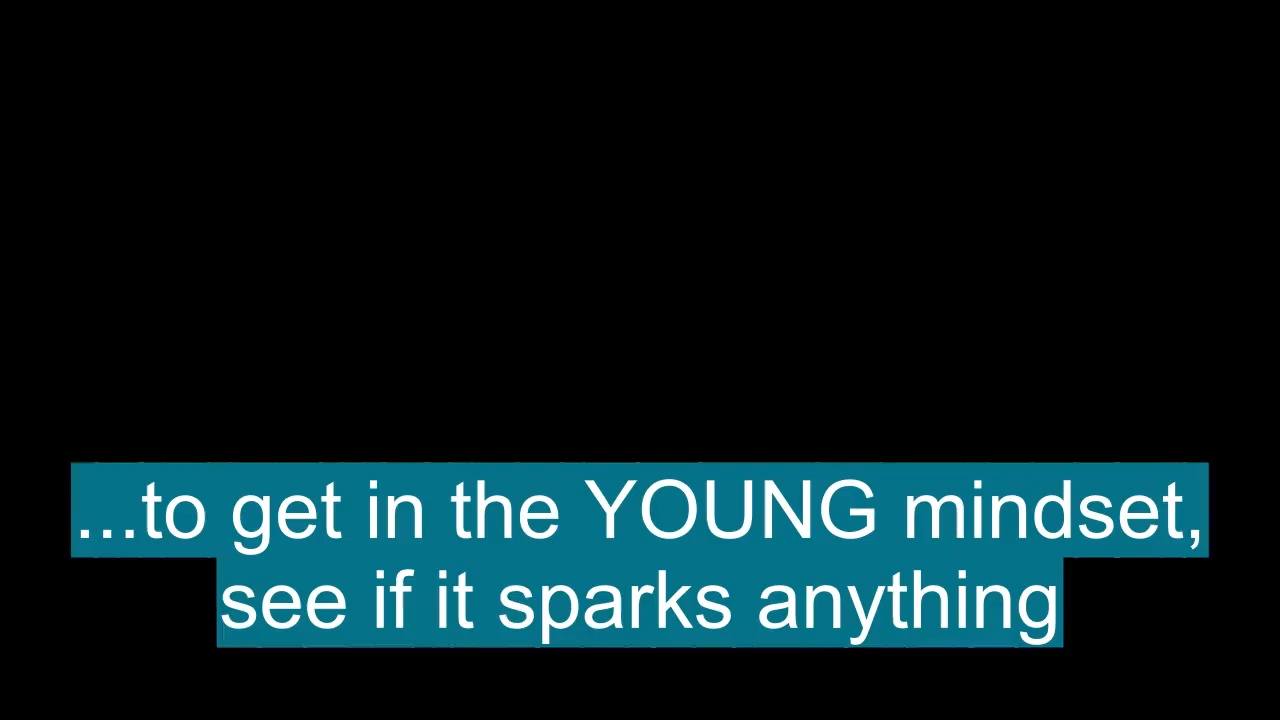 ...to get in the YOUNG mindset,
see if it sparks anything